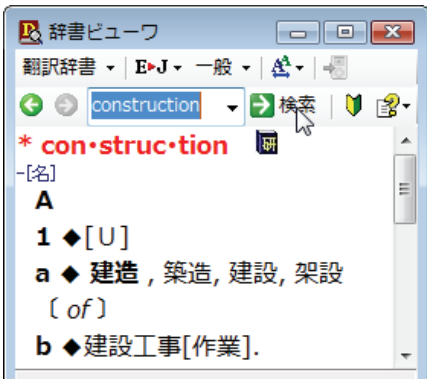 辞書ビューワ
翻訳辞書 E▸J 一般 A
construction 検索
* con•struc•tion 研
-[名]
A
1 ◆[U]
a ◆ 建造 , 築造, 建設, 架設
〔 of 〕
b ◆建設工事[作業].